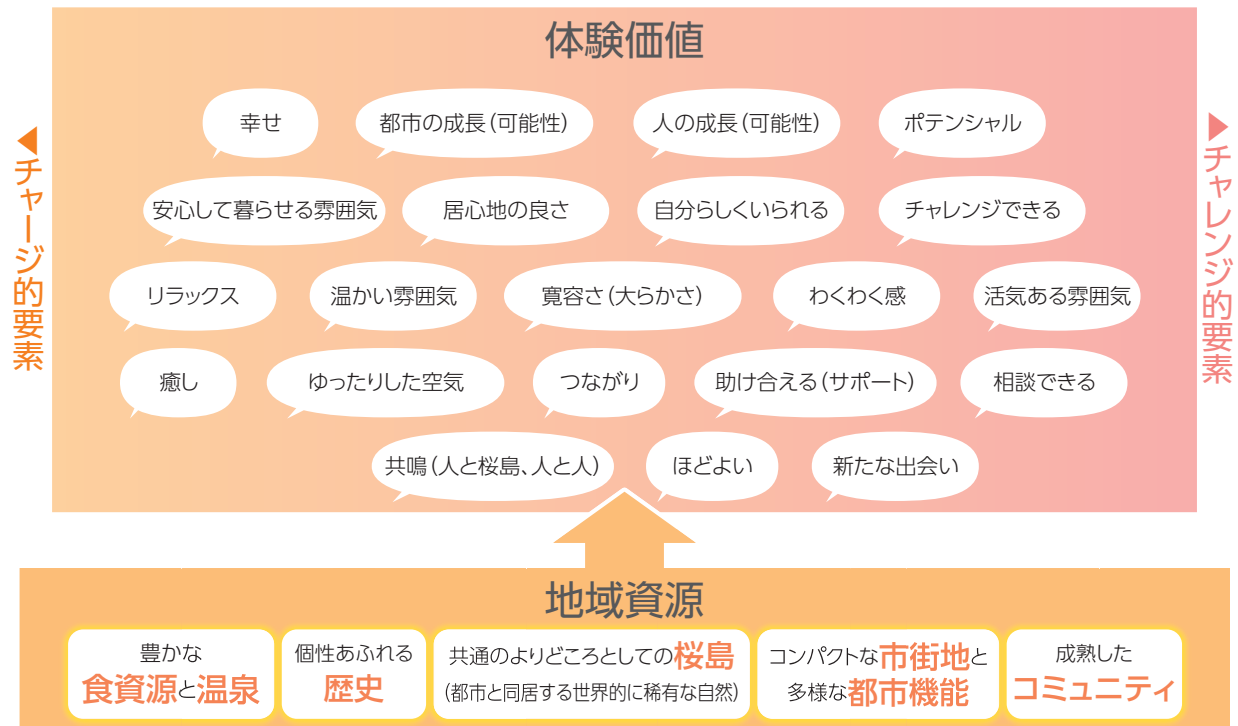 体験価値
幸せ
都市の成長（可能性）
人の成長（可能性）
ポテンシャル
安心して暮らせる雰囲気
居心地の良さ
自分らしくいられる
チャレンジできる
リラックス
温かい雰囲気
寛容さ（大らかさ）
わくわく感
活気ある雰囲気
癒し
ゆったりした空気
つながり
助け合える（サポート）
相談できる
共鳴（人と桜島、人と人）
ほどよい
新たな出会い
◀チャージ的要素
▶チャレンジ的要素
地域資源
豊かな
食資源と温泉
個性あふれる
歴史
共通のよりどころとしての桜島
(都市と同居する世界的に稀有な自然)
コンパクトな市街地と
多様な都市機能
成熟した
コミュニティ